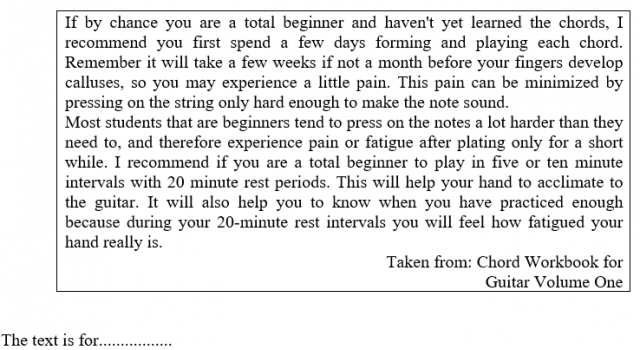 If by chance you are a total beginner and haven't yet learned the chords, I
recommend you first spend a few days forming and playing each chord.
Remember it will take a few weeks if not a month before your fingers develop
calluses, so you may experience a little pain. This pain can be minimized by
pressing on the string only hard enough to make the note sound.
Most students that are beginners tend to press on the notes a lot harder than they
need to, and therefore experience pain or fatigue after plating only for a short
while. I recommend if you are a total beginner to play in five or ten minute
intervals with 20 minute rest periods. This will help your hand to acclimate to
the guitar. It will also help you to know when you have practiced enough
because during your 20-minute rest intervals you will feel how fatigued your
hand really is.
Taken from: Chord Workbook for
Guitar Volume One
The text is for.................